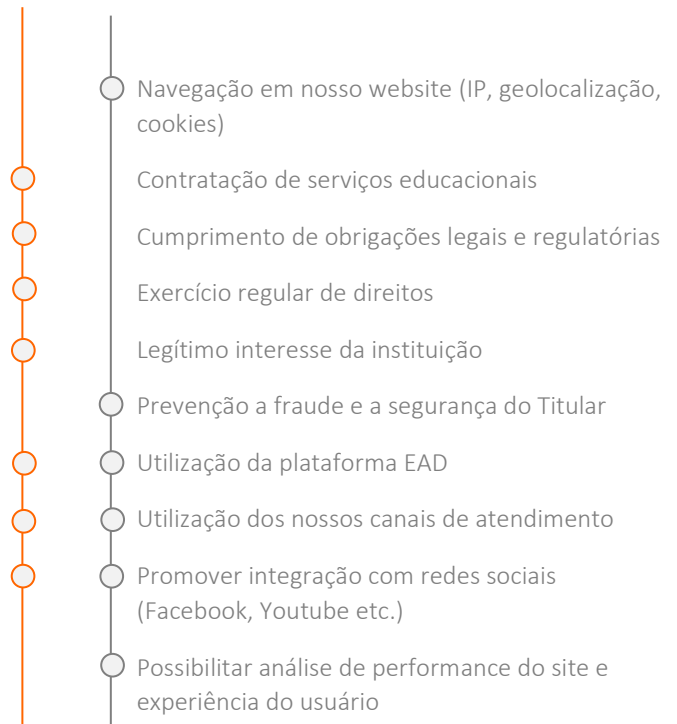 Navegação em nosso website (IP, geolocalização,
cookies)
Contratação de serviços educacionais
Cumprimento de obrigações legais e regulatórias
Exercício regular de direitos
Legítimo interesse da instituição
Prevenção a fraude e a segurança do Titular
Utilização da plataforma EAD
Utilização dos nossos canais de atendimento
Promover integração com redes sociais
(Facebook, Youtube etc.)
Possibilitar análise de performance do site e
experiência do usuário